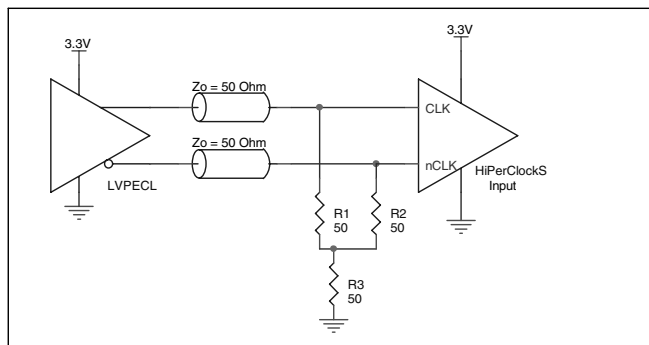 3.3V
3.3V
Zo = 50 Ohm
CLK
Zo = 50 Ohm
nCLK
LVPECL
HiPerClockS
Input
R1
50
R2
50
R3
50